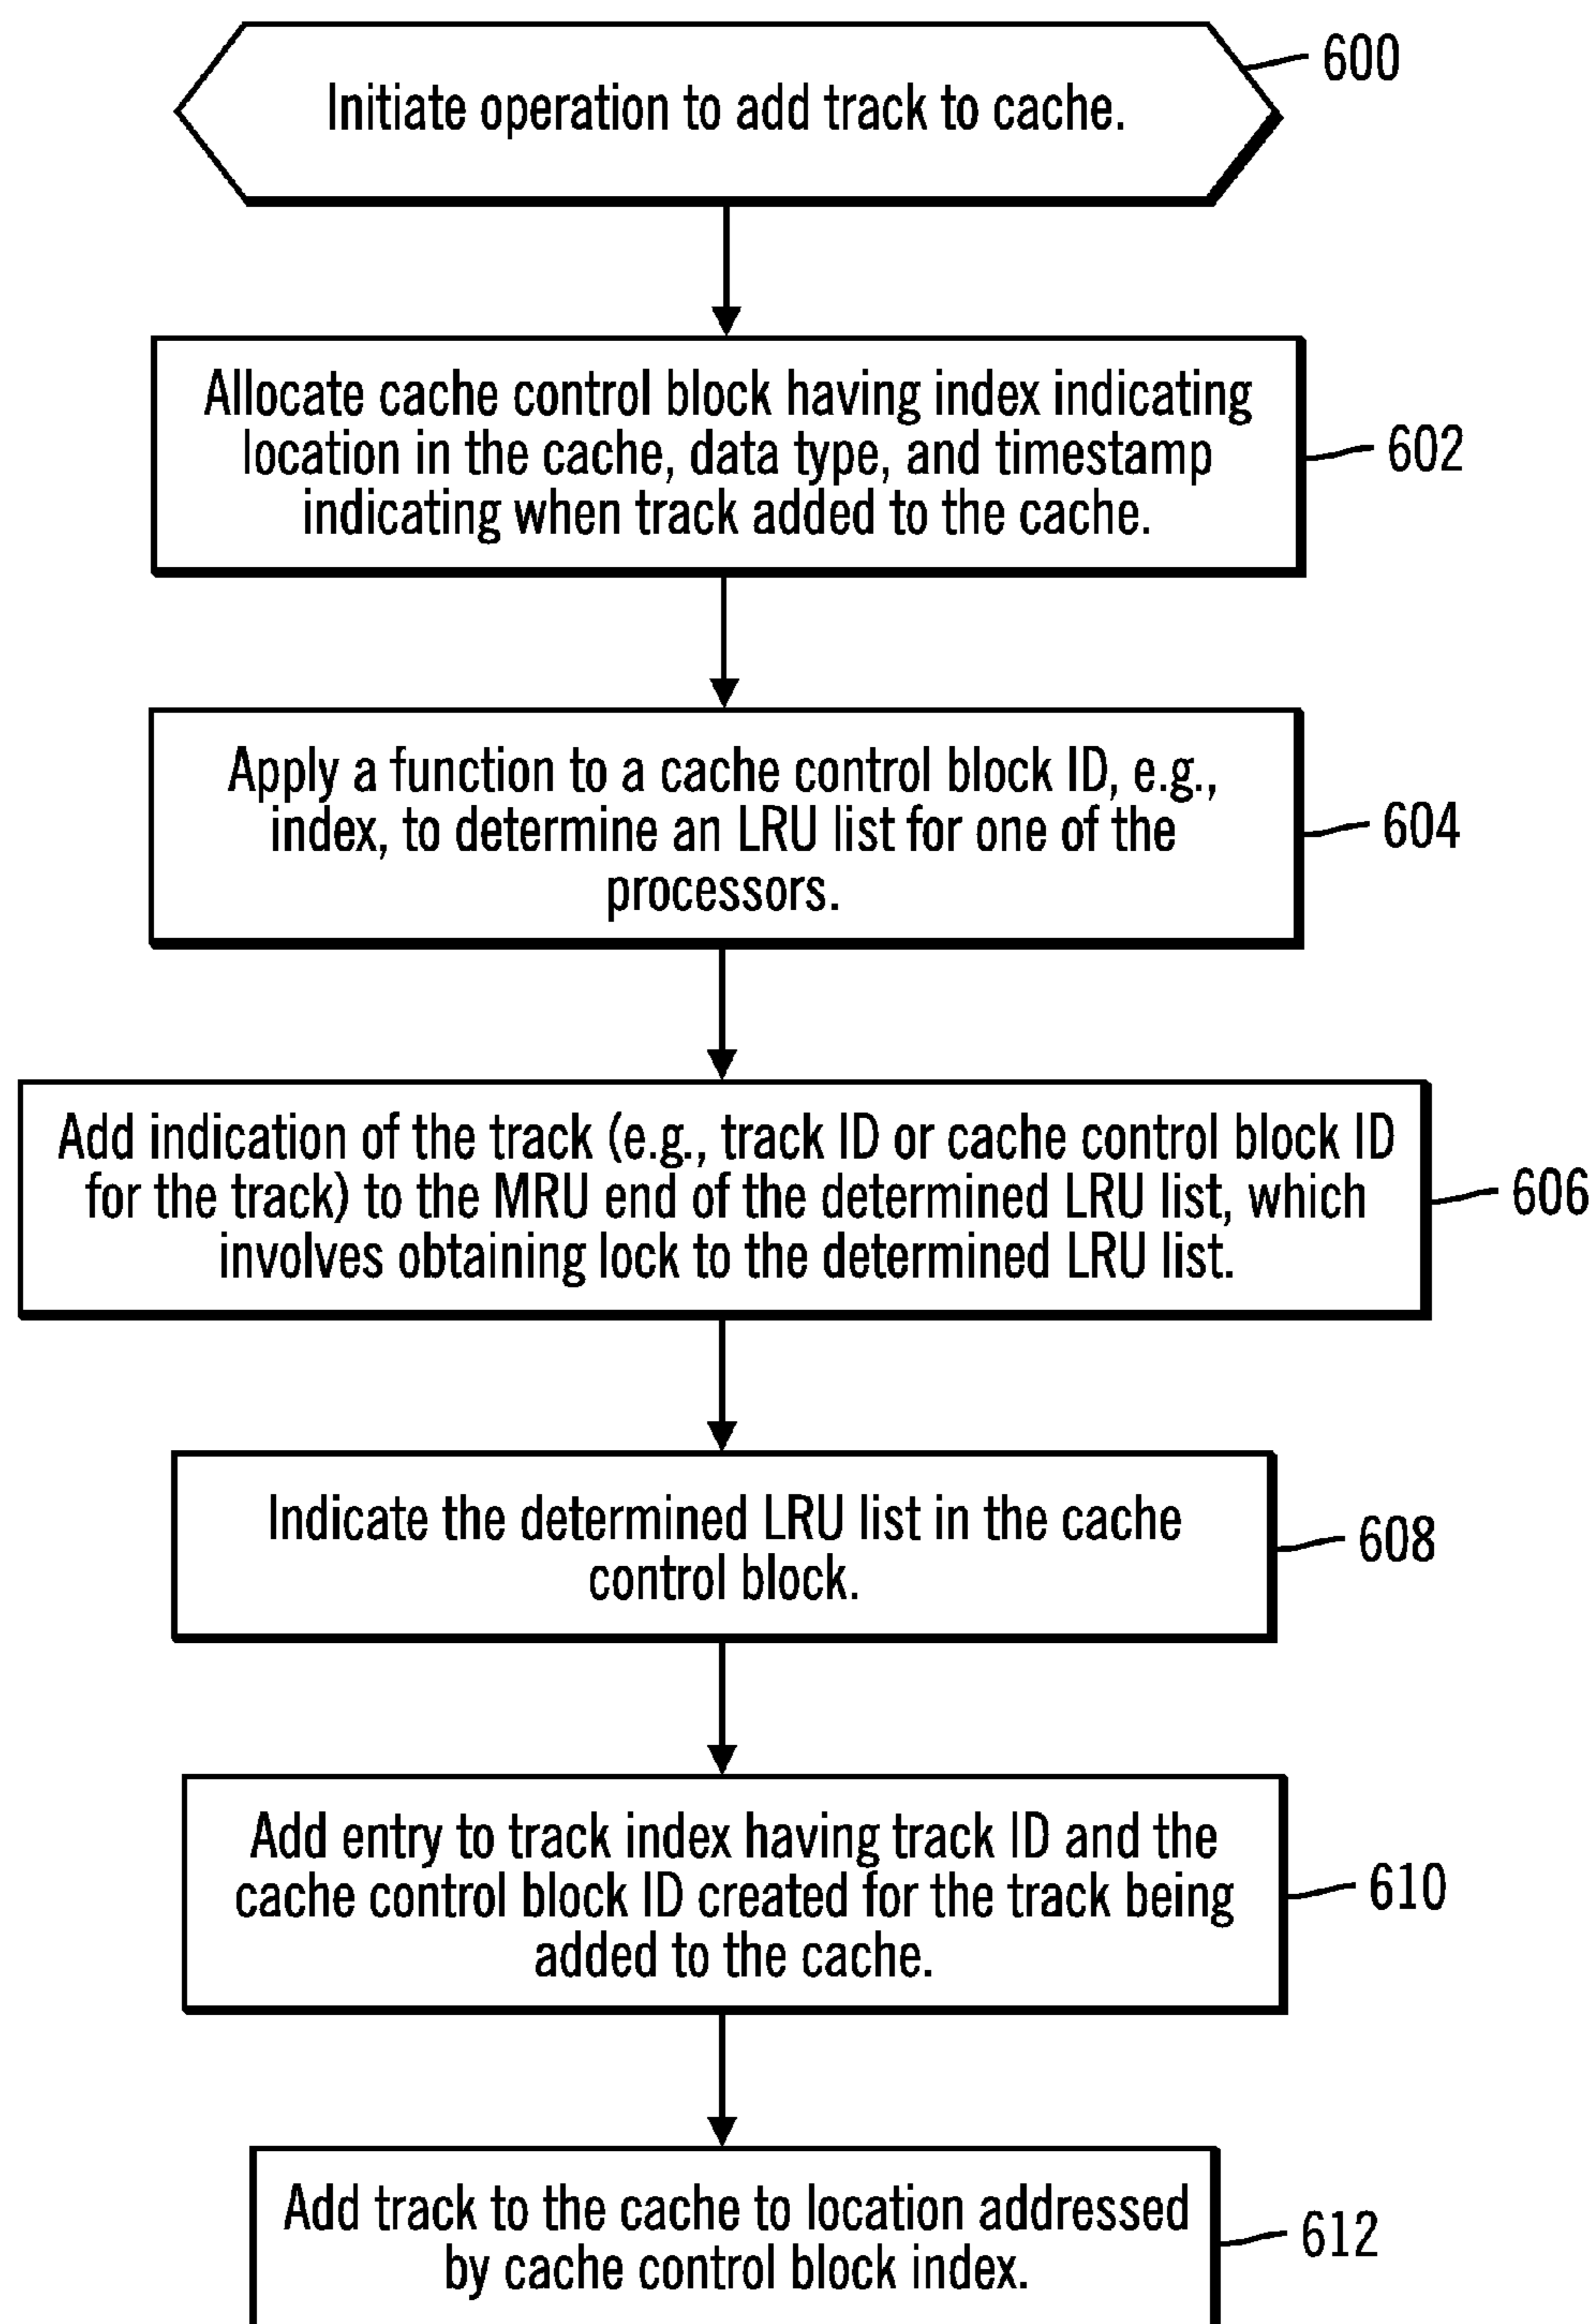 Initiate operation to add track to cache.
600
Allocate cache control block having index indicating
location in the cache, data type, and timestamp
indicating when track added to the cache.
602
Apply a function to a cache control block ID, e.g.,
index, to determine an LRU list for one of the
processors.
604
Add indication of the track (e.g., track ID or cache control block ID
for the track) to the MRU end of the determined LRU list, which
involves obtaining lock to the determined LRU list.
606
Indicate the determined LRU list in the cache
control block.
608
Add entry to track index having track ID and the
cache control block ID created for the track being
added to the cache.
610
Add track to the cache to location addressed
by cache control block index.
612